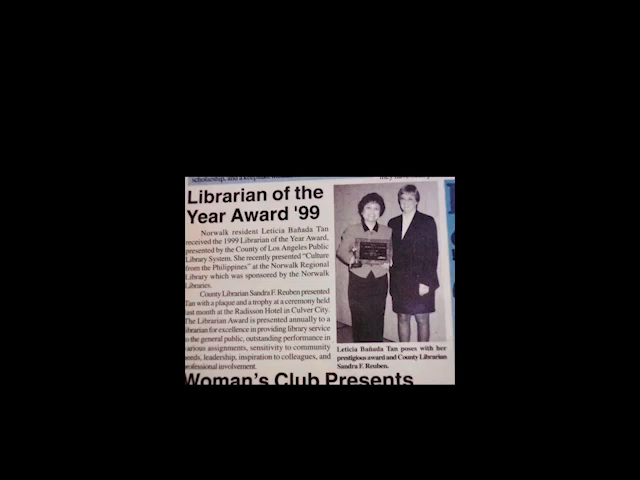 scholarship, and a keepsake
Librarian of the
Year Award '99
Norwalk resident Leticia Bañada Tan
received the 1999 Librarian of the Year Award,
presented by the County of Los Angeles Public
Library System. She recently presented "Culture
from the Philippines" at the Norwalk Regional
Library which was sponsored by the Norwalk
Libraries.
County Librarian Sandra F. Reuben presented
Tan with a plaque and a trophy at a ceremony held
last month at the Radisson Hotel in Culver City.
The Librarian Award is presented annually to a
librarian for excellence in providing library service
to the general public, outstanding performance in
various assignments, sensitivity to community
needs, leadership, inspiration to colleagues, and
professional involvement.
Leticia Bañada Tan poses with her
prestigious award and County Librarian
Sandra F. Reuben.
Woman's Club Presents